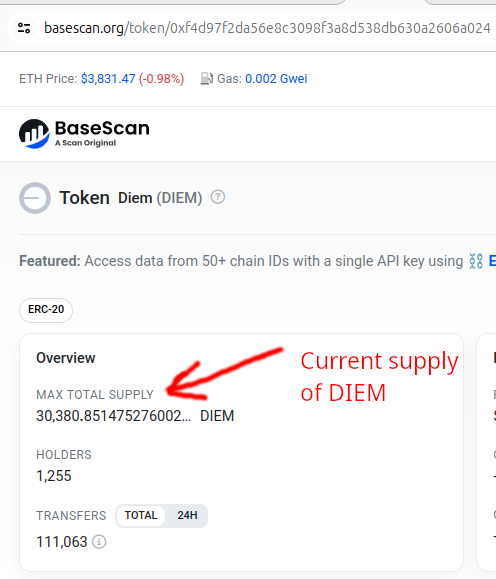 basescan.org/token/0xf4d97f2da56e8c3098f3a8d538db630a2606a024
ETH Price: $3,831.47 (-0.98%) Gas: 0.002 Gwei
BaseScan
A Scan Original
Token Diem (DIEM)
Featured: Access data from 50+ chain IDs with a single API key using E
ERC-20
Overview
MAX TOTAL SUPPLY
30,380.851475276002... DIEM
Current supply
of DIEM
HOLDERS
1,255
TRANSFERS TOTAL 24H
111,063